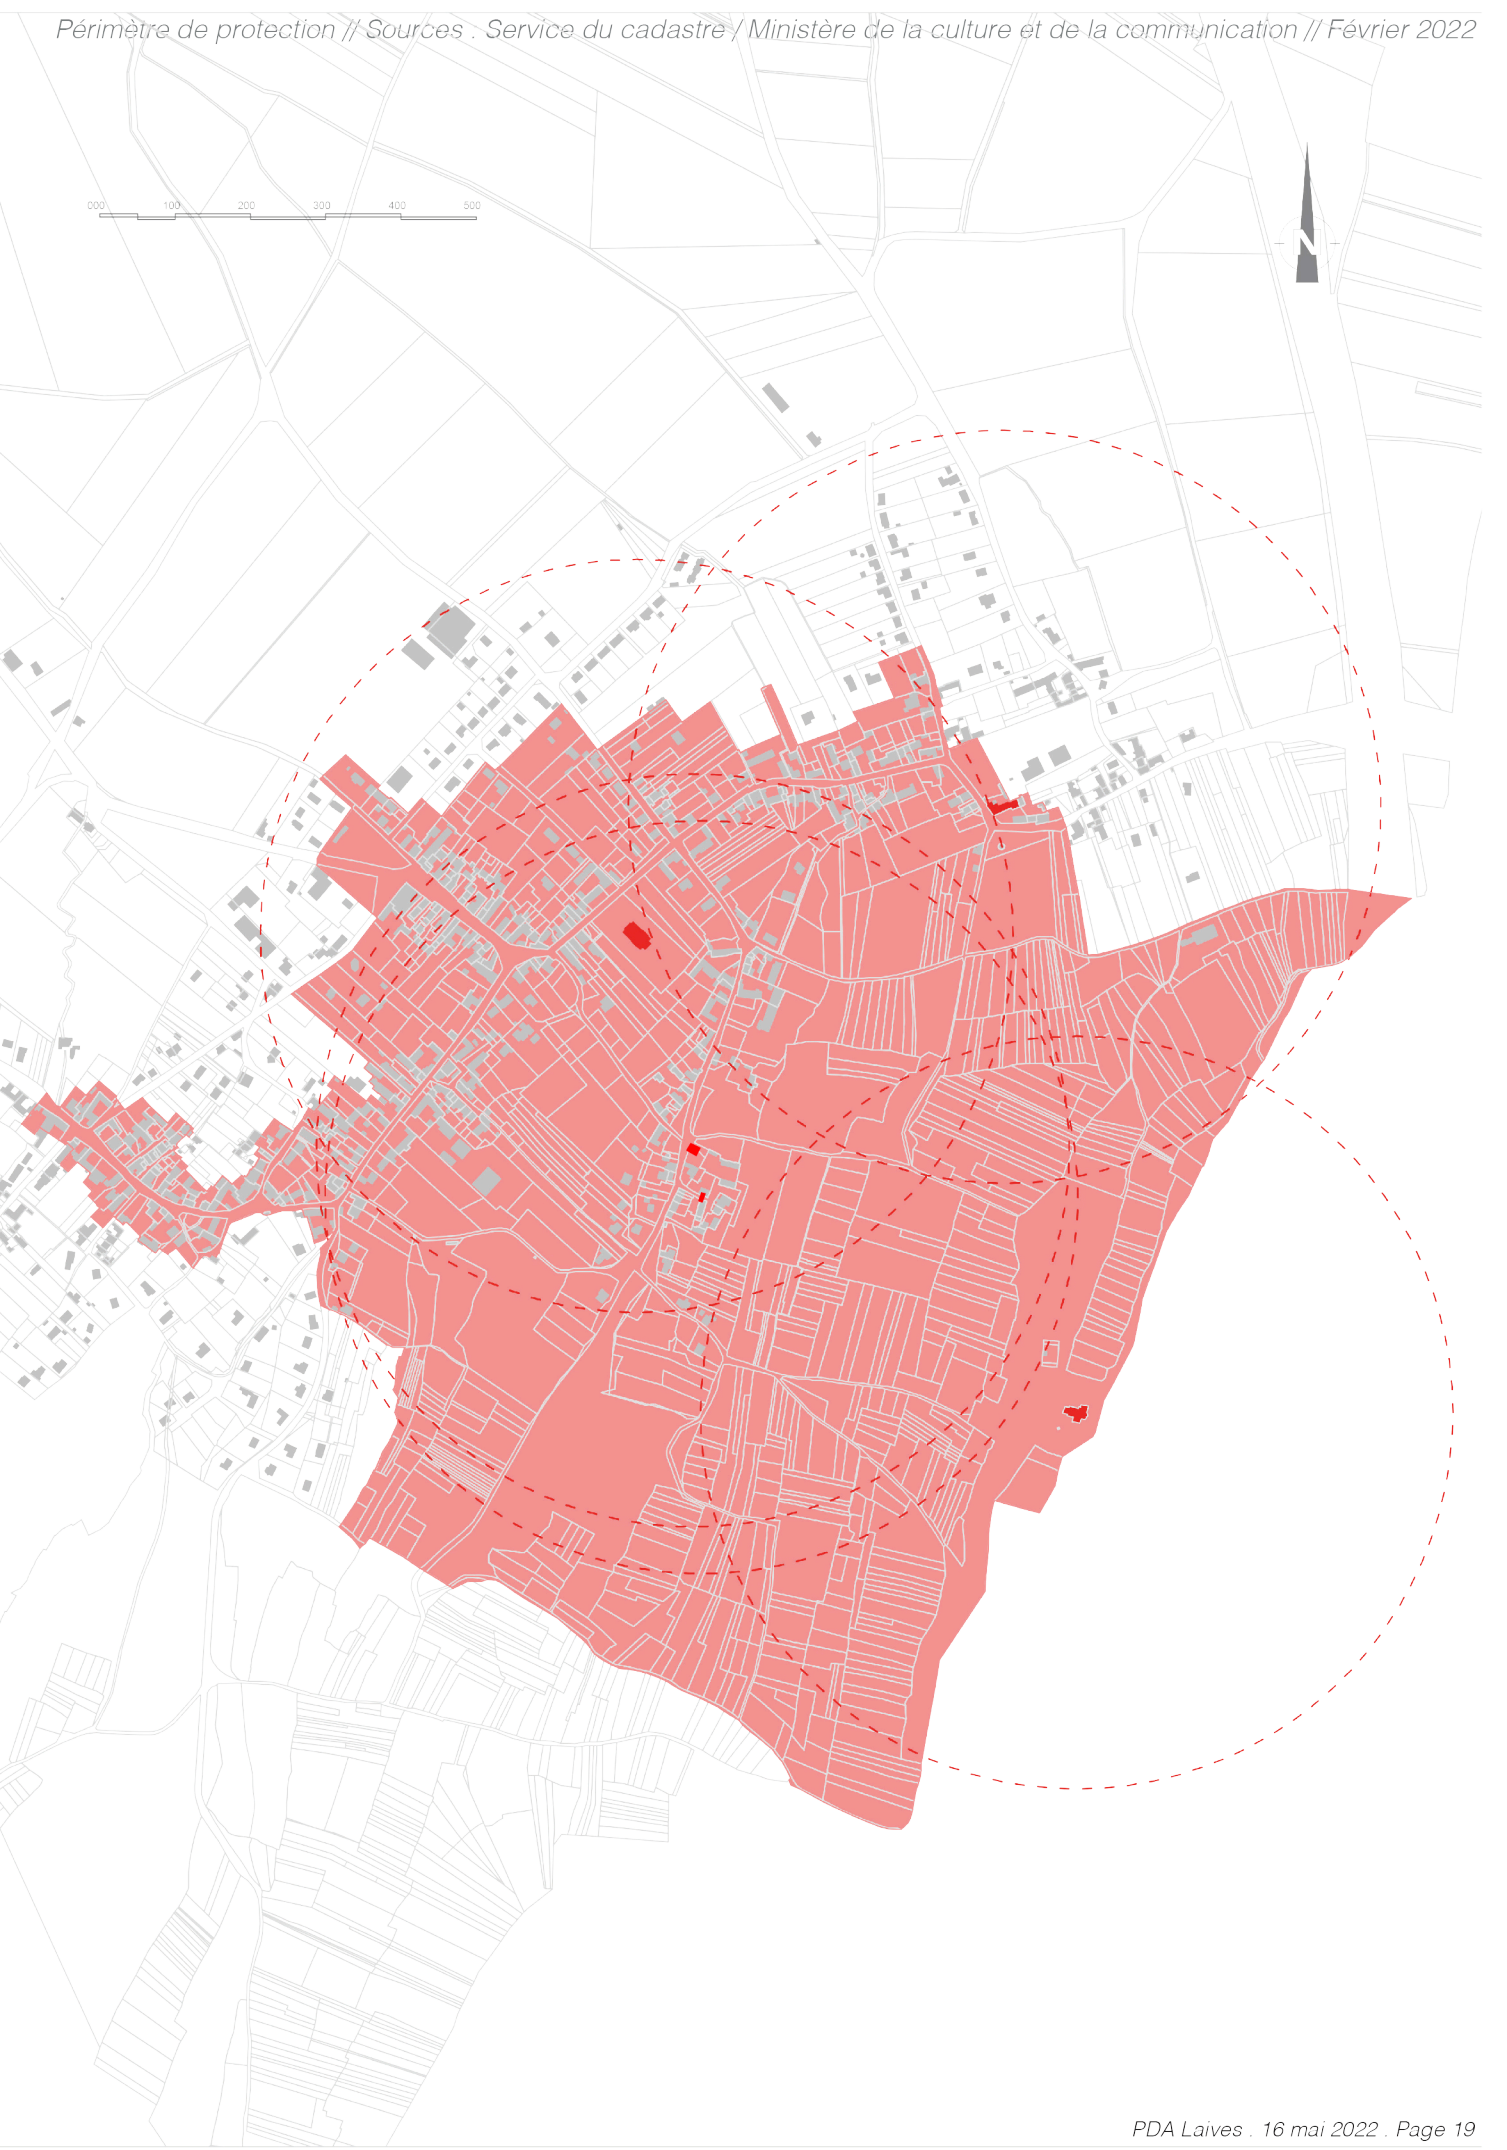 Périmètre de protection // Sources . Service du cadastre / Ministère de la culture et de la communication // Février 2022
000 100 200 300 400 500
N
PDA Laives . 16 mai 2022 . Page 19